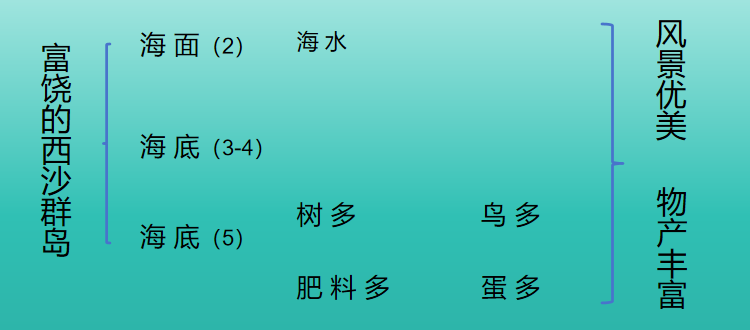 富饶的西沙群岛
海面(2) 海水
海底(3-4)
海底(5)
树多 鸟多
肥料多 蛋多
风景优美 物产丰富